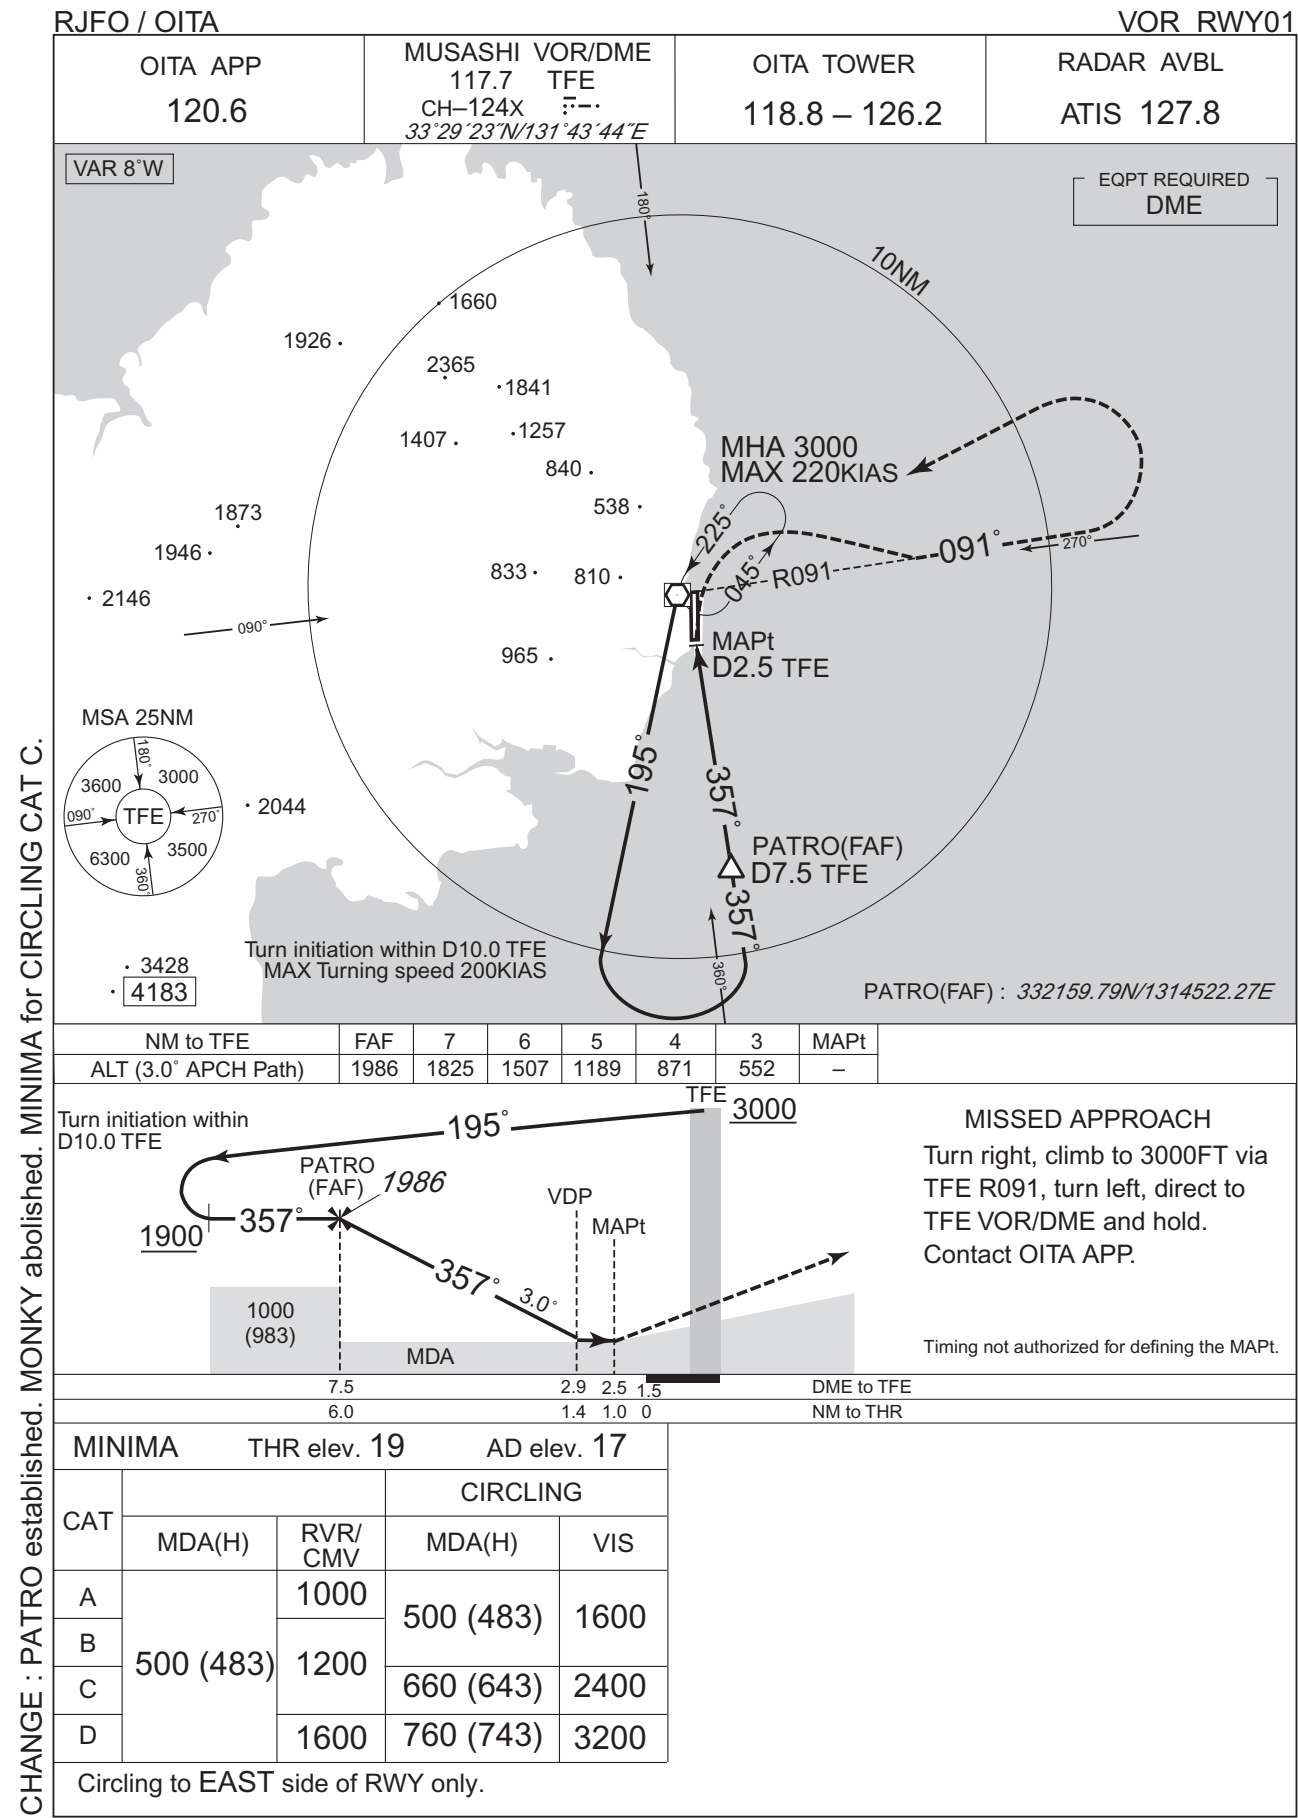 RJFO / OITA
VOR RWY01
OITA APP
120.6
MUSASHI VOR/DME
117.7 TFE
CH–124X
33°29´23˝N/131°43´44˝E
OITA TOWER
118.8 – 126.2
RADAR AVBL
ATIS 127.8
VAR 8°W
EQPT REQUIRED
DME
180°
10NM
1660
1926
2365
1841
1407
1257
840
538
MHA 3000
MAX 220KIAS
1873
1946
2146
833
810
225°
045°
R091
091°
270°
090°
965
MAPt
D2.5 TFE
MSA 25NM
180°
3600
3000
090°
TFE
270°
6300
3500
360°
2044
195°
357°
PATRO(FAF)
D7.5 TFE
357°
360°
Turn initiation within D10.0 TFE
MAX Turning speed 200KIAS
3428
4183
PATRO(FAF) : 332159.79N/1314522.27E
NM to TFE FAF 7 6 5 4 3 MAPt
ALT (3.0° APCH Path) 1986 1825 1507 1189 871 552 –
Turn initiation within
D10.0 TFE
195°
TFE
3000
PATRO
(FAF)
1986
357°
1900
VDP
MAPt
357°
3.0°
1000
(983)
MDA
MISSED APPROACH
Turn right, climb to 3000FT via
TFE R091, turn left, direct to
TFE VOR/DME and hold.
Contact OITA APP.
Timing not authorized for defining the MAPt.
7.5 2.9 2.5 1.5 DME to TFE
6.0 1.4 1.0 0 NM to THR
MINIMA THR elev. 19 AD elev. 17
CAT
CIRCLING
MDA(H)
RVR/
CMV
MDA(H)
VIS
A
1000
500 (483)
1600
B
500 (483)
1200
C
660 (643)
2400
D
1600
760 (743)
3200
Circling to EAST side of RWY only.
CHANGE : PATRO established. MONKY abolished. MINIMA for CIRCLING CAT C.